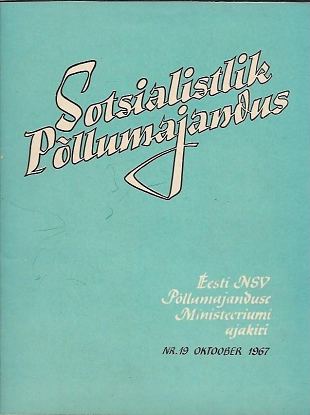 Sotsialistlik
Põllumajandus
Eesti NSV
Põllumajanduse
Ministeeriumi
ajakiri
NR. 19 OKTOOBER 1967